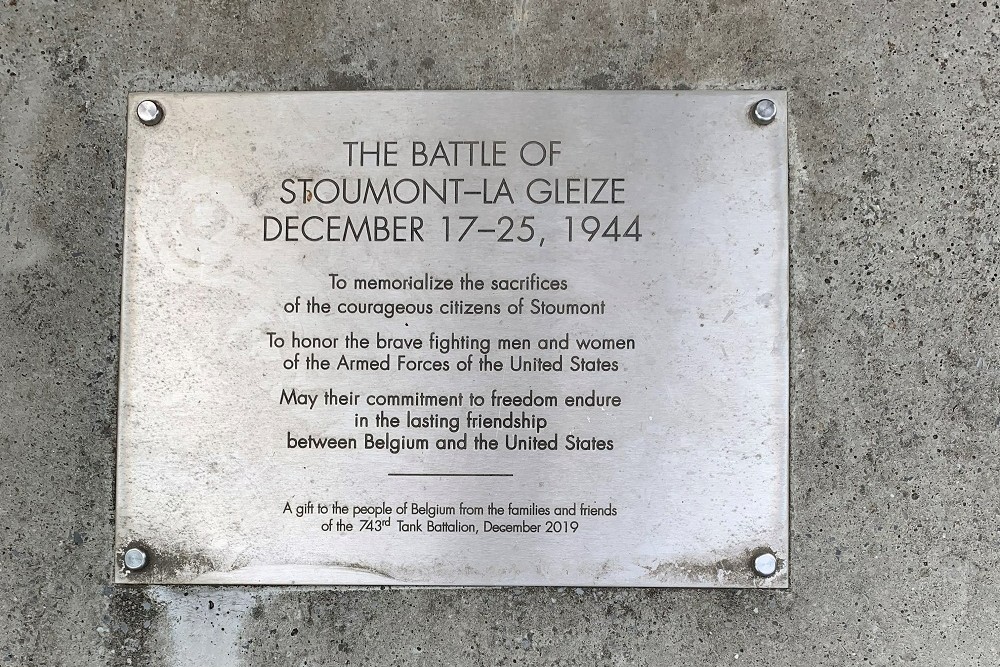 THE BATTLE OF
STOUMONT–LA GLEIZE
DECEMBER 17–25, 1944
To memorialize the sacrifices
of the courageous citizens of Stoumont
To honor the brave fighting men and women
of the Armed Forces of the United States
May their commitment to freedom endure
in the lasting friendship
between Belgium and the United States
A gift to the people of Belgium from the families and friends
of the 743rd Tank Battalion, December 2019